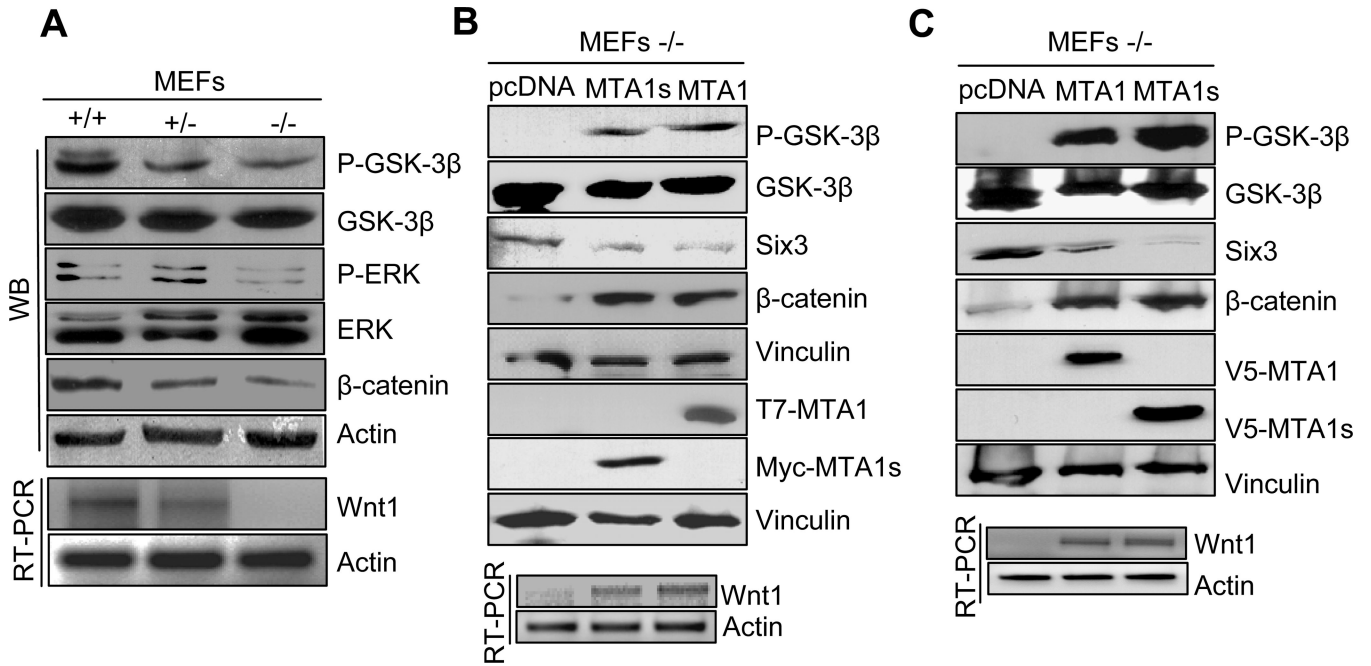 A
MEFs
+/+ +/- -/-
WB
P-GSK-3β
GSK-3β
P-ERK
ERK
β-catenin
Actin
RT-PCR
Wnt1
Actin
B
MEFs -/-
pcDNA MTA1s MTA1
P-GSK-3β
GSK-3β
Six3
β-catenin
Vinculin
T7-MTA1
Myc-MTA1s
Vinculin
RT-PCR
Wnt1
Actin
C
MEFs -/-
pcDNA MTA1 MTA1s
P-GSK-3β
GSK-3β
Six3
β-catenin
V5-MTA1
V5-MTA1s
Vinculin
RT-PCR
Wnt1
Actin